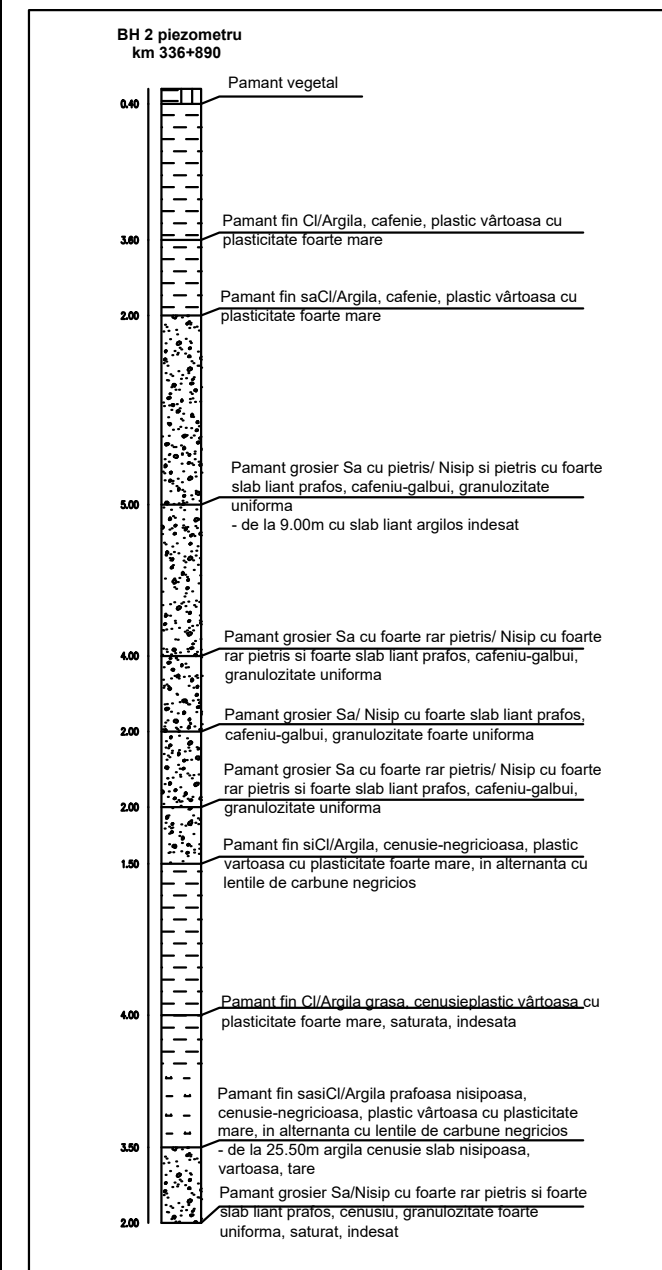 BH 2 piezometru
km 336+890
Pamant vegetal
0.40
Pamant fin Cl/Argila, cafenie, plastic vârtoasa cu
3.60
plasticitate foarte mare
Pamant fin saCl/Argila, cafenie, plastic vârtoasa cu
2.00
plasticitate foarte mare
Pamant grosier Sa cu pietris/ Nisip si pietris cu foarte
slab liant prafos, cafeniu-galbui, granulozitate
5.00
uniforma
- de la 9.00m cu slab liant argilos indesat
Pamant grosier Sa cu foarte rar pietris/ Nisip cu foarte
4.00
rar pietris si foarte slab liant prafos, cafeniu-galbui,
granulozitate uniforma
Pamant grosier Sa/ Nisip cu foarte slab liant prafos,
2.00
cafeniu-galbui, granulozitate foarte uniforma
Pamant grosier Sa cu foarte rar pietris/ Nisip cu foarte
rar pietris si foarte slab liant prafos, cafeniu-galbui,
2.00
granulozitate uniforma
Pamant fin siCl/Argila, cenusie-negricioasa, plastic
1.50
vartoasa cu plasticitate foarte mare, in alternanta cu
lentile de carbune negricios
Pamant fin Cl/Argila grasa, cenusieplastic vârtoasa cu
4.00
plasticitate foarte mare, saturata, indesata
Pamant fin sasiCl/Argila prafoasa nisipoasa,
cenusie-negricioasa, plastic vârtoasa cu plasticitate
mare, in alternanta cu lentile de carbune negricios
3.50
- de la 25.50m argila cenusie slab nisipoasa,
vartoasa, tare
Pamant grosier Sa/Nisip cu foarte rar pietris si foarte
slab liant prafos, cenusiu, granulozitate foarte
2.00
uniforma, saturat, indesat